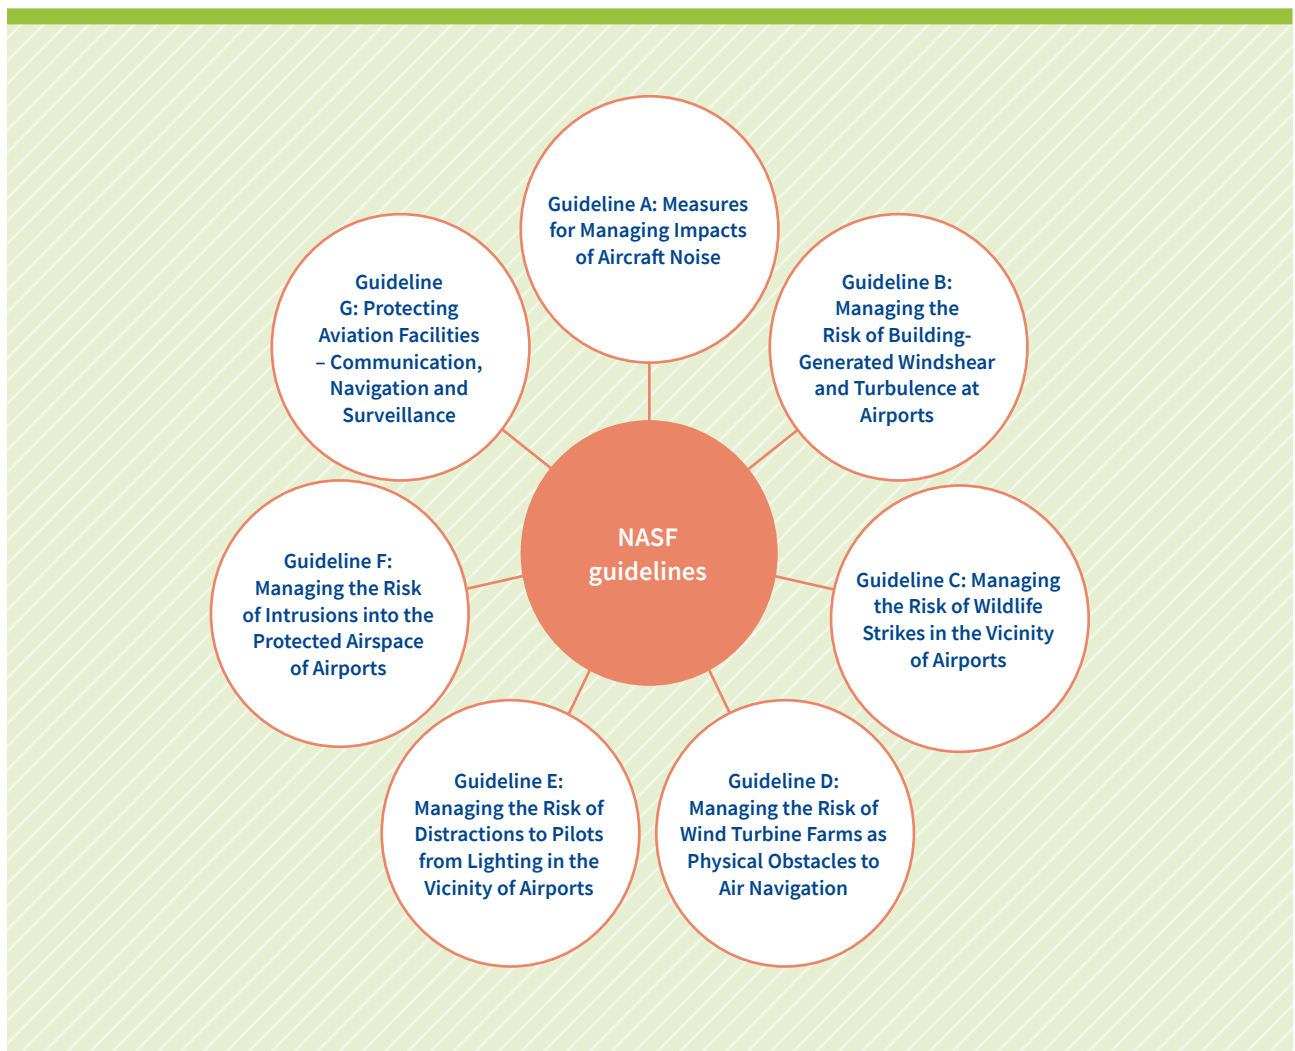 Guideline A: Measures
for Managing Impacts
of Aircraft Noise
Guideline B:
Managing the
Risk of Building-
Generated Windshear
and Turbulence at
Airports
Guideline C: Managing
the Risk of Wildlife
Strikes in the Vicinity
of Airports
Guideline D:
Managing the Risk of
Wind Turbine Farms as
Physical Obstacles to
Air Navigation
Guideline E:
Managing the Risk of
Distractions to Pilots
from Lighting in the
Vicinity of Airports
Guideline F:
Managing the Risk
of Intrusions into the
Protected Airspace
of Airports
Guideline
G: Protecting
Aviation Facilities
– Communication,
Navigation and
Surveillance
NASF
guidelines